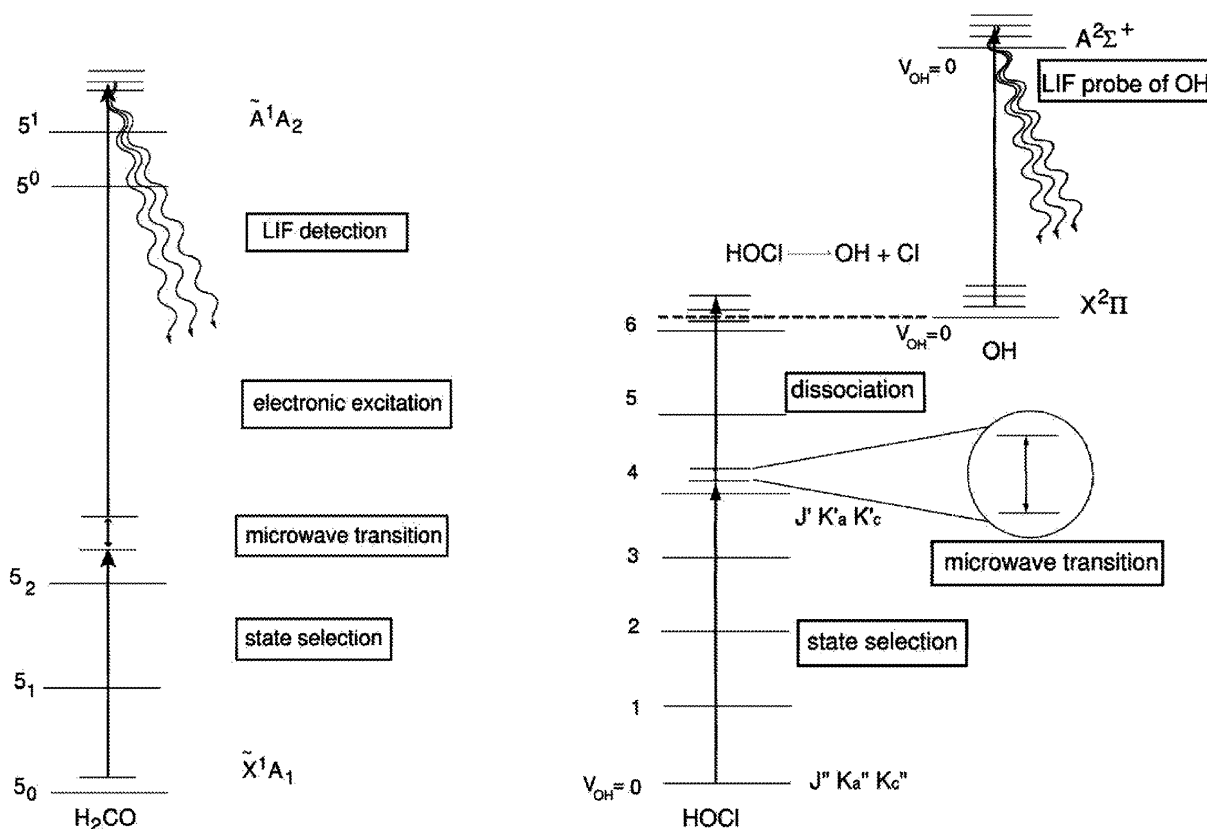 5¹
Ã¹A₂
5⁰
LIF detection
electronic excitation
microwave transition
5₂
state selection
5₁
X̃¹A₁
5₀
H₂CO
A²Σ⁺
V_OH = 0
LIF probe of OH
HOCl ⟶ OH + Cl
X²Π
6
V_OH = 0
OH
dissociation
5
4
J' K'ₐ K'_c
microwave transition
3
2
state selection
1
V_OH = 0
J" Kₐ" K_c"
HOCl